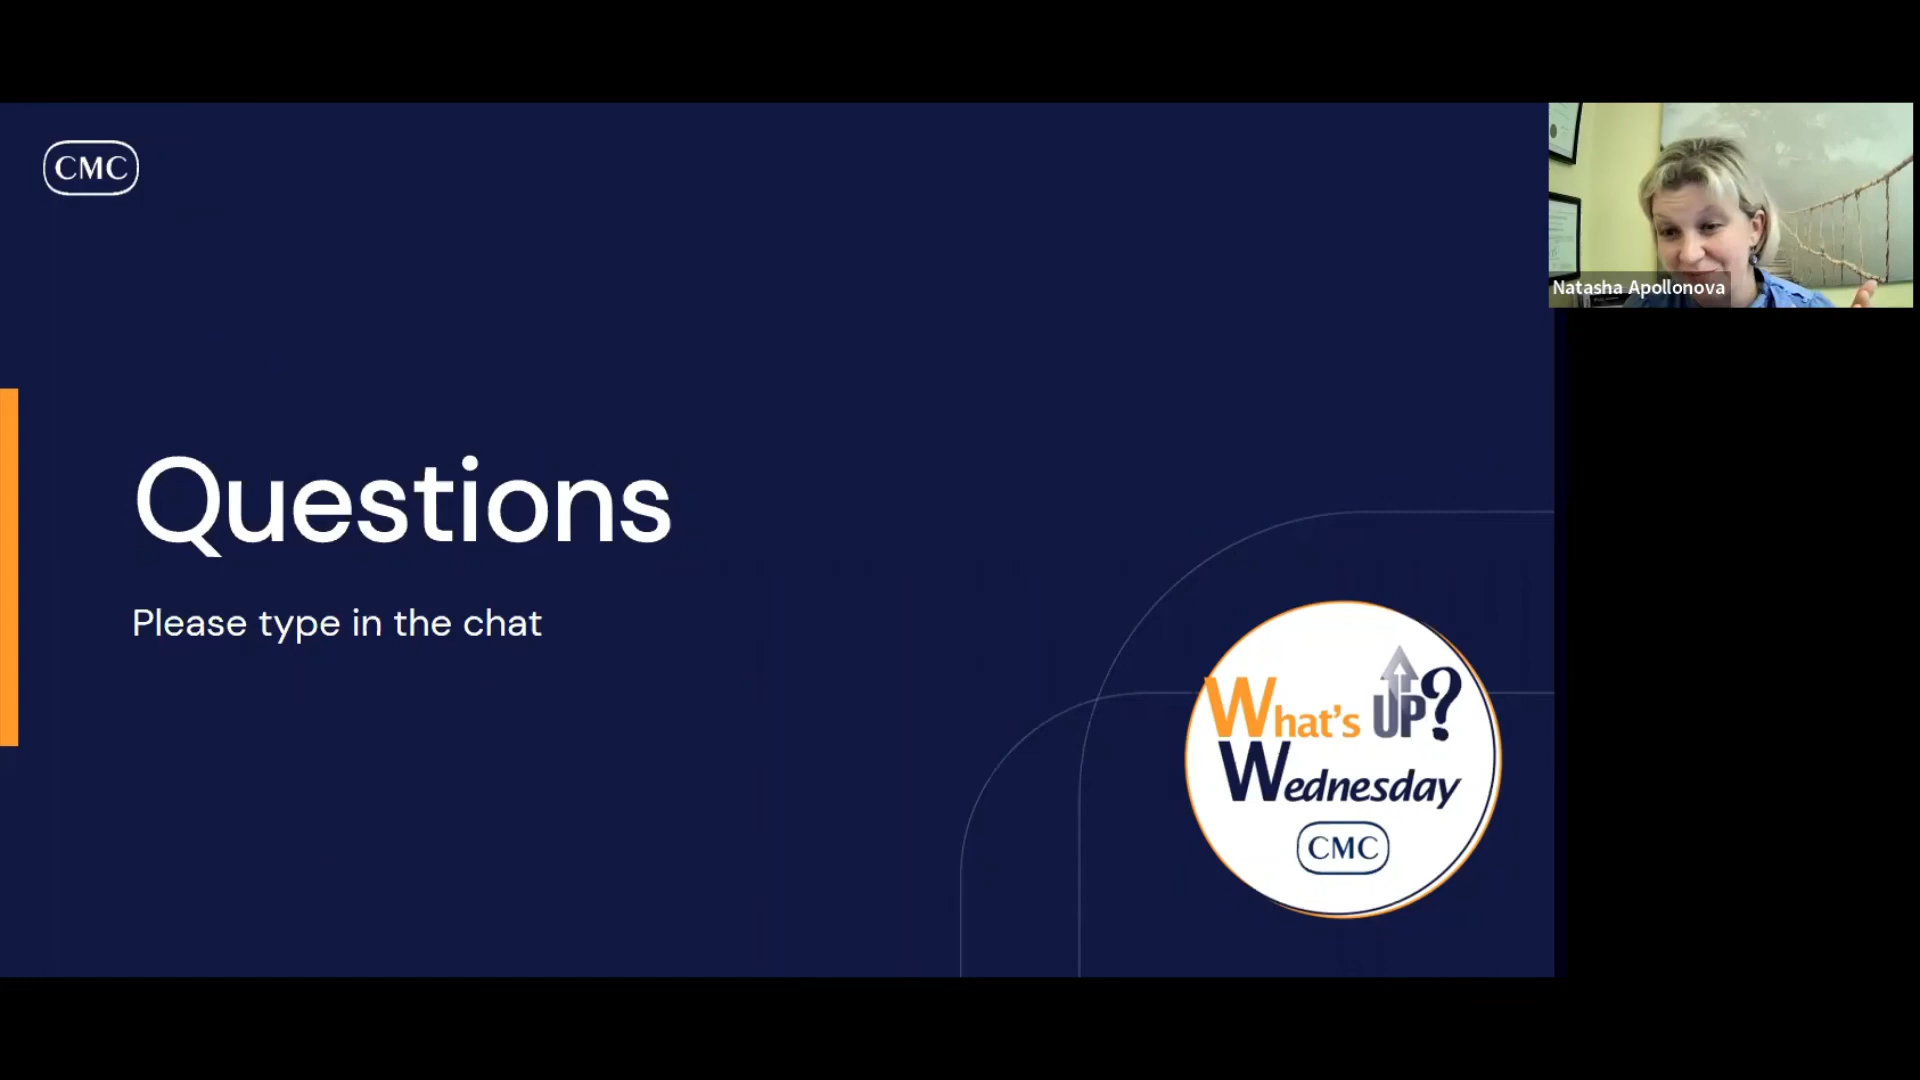 CMC
Natasha Apollonova
Questions
Please type in the chat
What's UP?
Wednesday
CMC